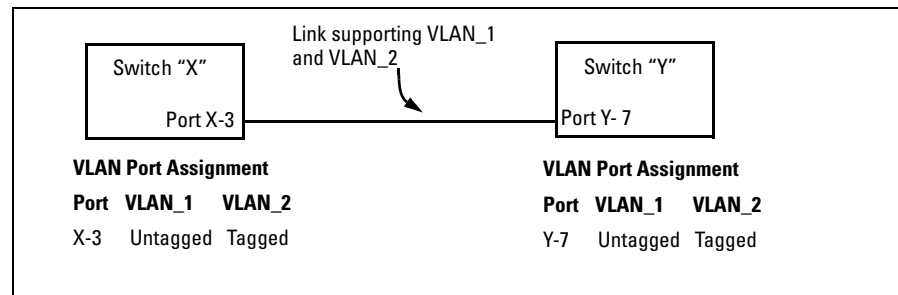 Link supporting VLAN_1
and VLAN_2
Switch “X”
Port X-3
Switch “Y”
Port Y- 7
VLAN Port Assignment
Port VLAN_1 VLAN_2
X-3 Untagged Tagged
VLAN Port Assignment
Port VLAN_1 VLAN_2
Y-7 Untagged Tagged